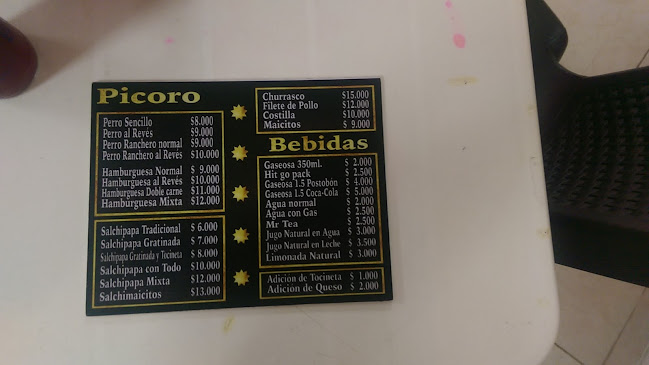 Picoro
Perro Sencillo $8.000
Perro al Revés $9.000
Perro Ranchero normal $9.000
Perro Ranchero al Revés $10.000
Hamburguesa Normal $ 9.000
Hamburguesa al Revés $10.000
Hamburguesa Doble carne $11.000
Hamburguesa Mixta $12.000
Salchipapa Tradicional $ 6.000
Salchipapa Gratinada $ 7.000
Salchipapa Gratinada y Tocineta $ 8.000
Salchipapa con Todo $10.000
Salchipapa Mixta $12.000
Salchimaicitos $13.000
Churrasco $15.000
Filete de Pollo $12.000
Costilla $10.000
Maicitos $ 9.000
Bebidas
Gaseosa 350ml. $ 2.000
Hit go pack $ 2.500
Gaseosa 1.5 Postobón $ 4.000
Gaseosa 1.5 Coca-Cola $ 5.000
Agua normal $ 2.000
Agua con Gas $ 2.500
Mr Tea $ 2.500
Jugo Natural en Agua $ 3.000
Jugo Natural en Leche $ 3.500
Limonada Natural $ 3.000
Adicion de Tocineta $ 1.000
Adicion de Queso $ 2.000